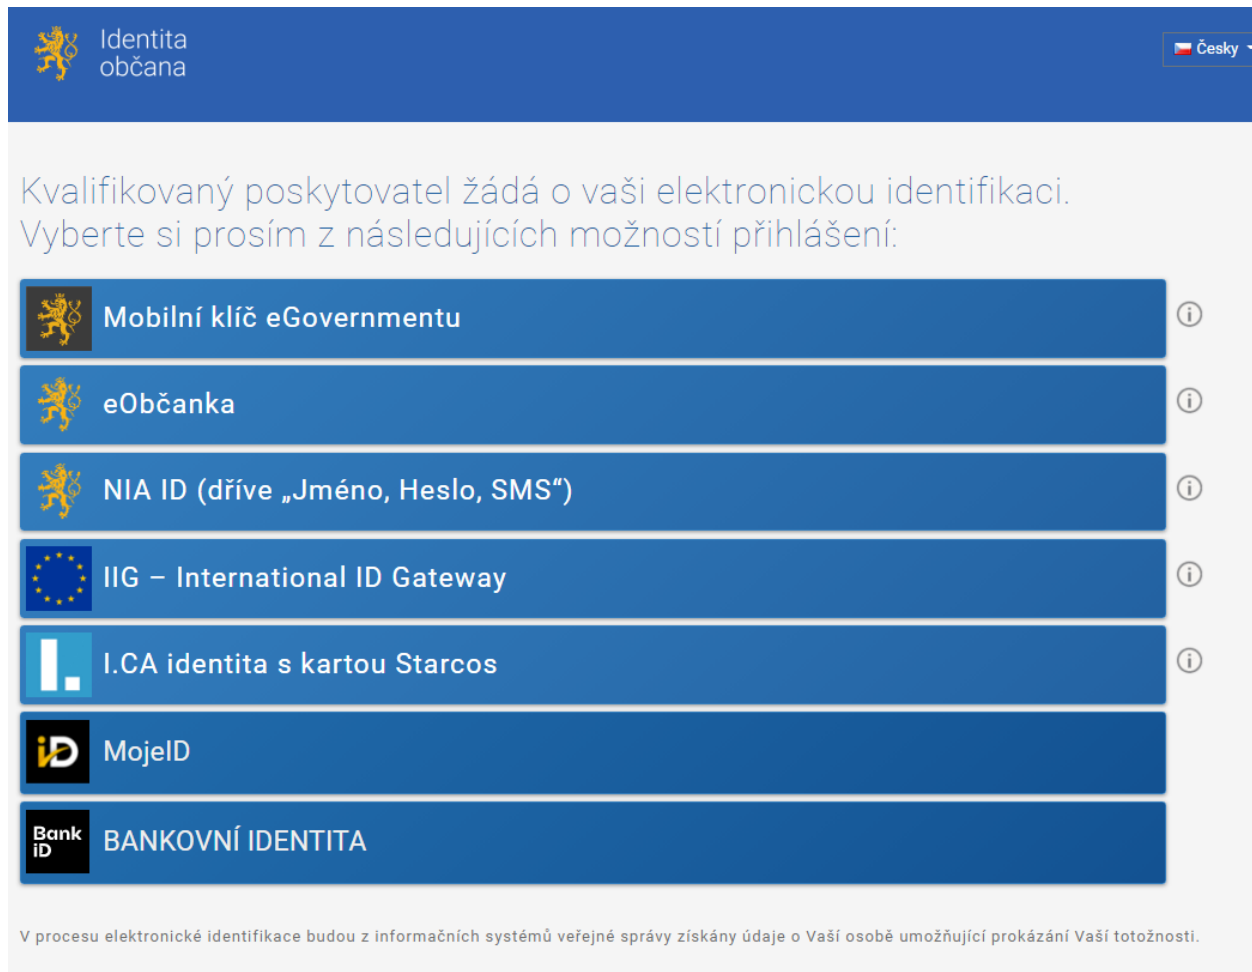 Identita
občana
Česky
Kvalifikovaný poskytovatel žádá o vaši elektronickou identifikaci.
Vyberte si prosím z následujících možností přihlášení:
Mobilní klíč eGovernmentu
eObčanka
NIA ID (dříve „Jméno, Heslo, SMS“)
IIG – International ID Gateway
I. I.CA identita s kartou Starcos
iD MojeID
Bank
iD
BANKOVNÍ IDENTITA
V procesu elektronické identifikace budou z informačních systémů veřejné správy získány údaje o Vaší osobě umožňující prokázání Vaší totožnosti.